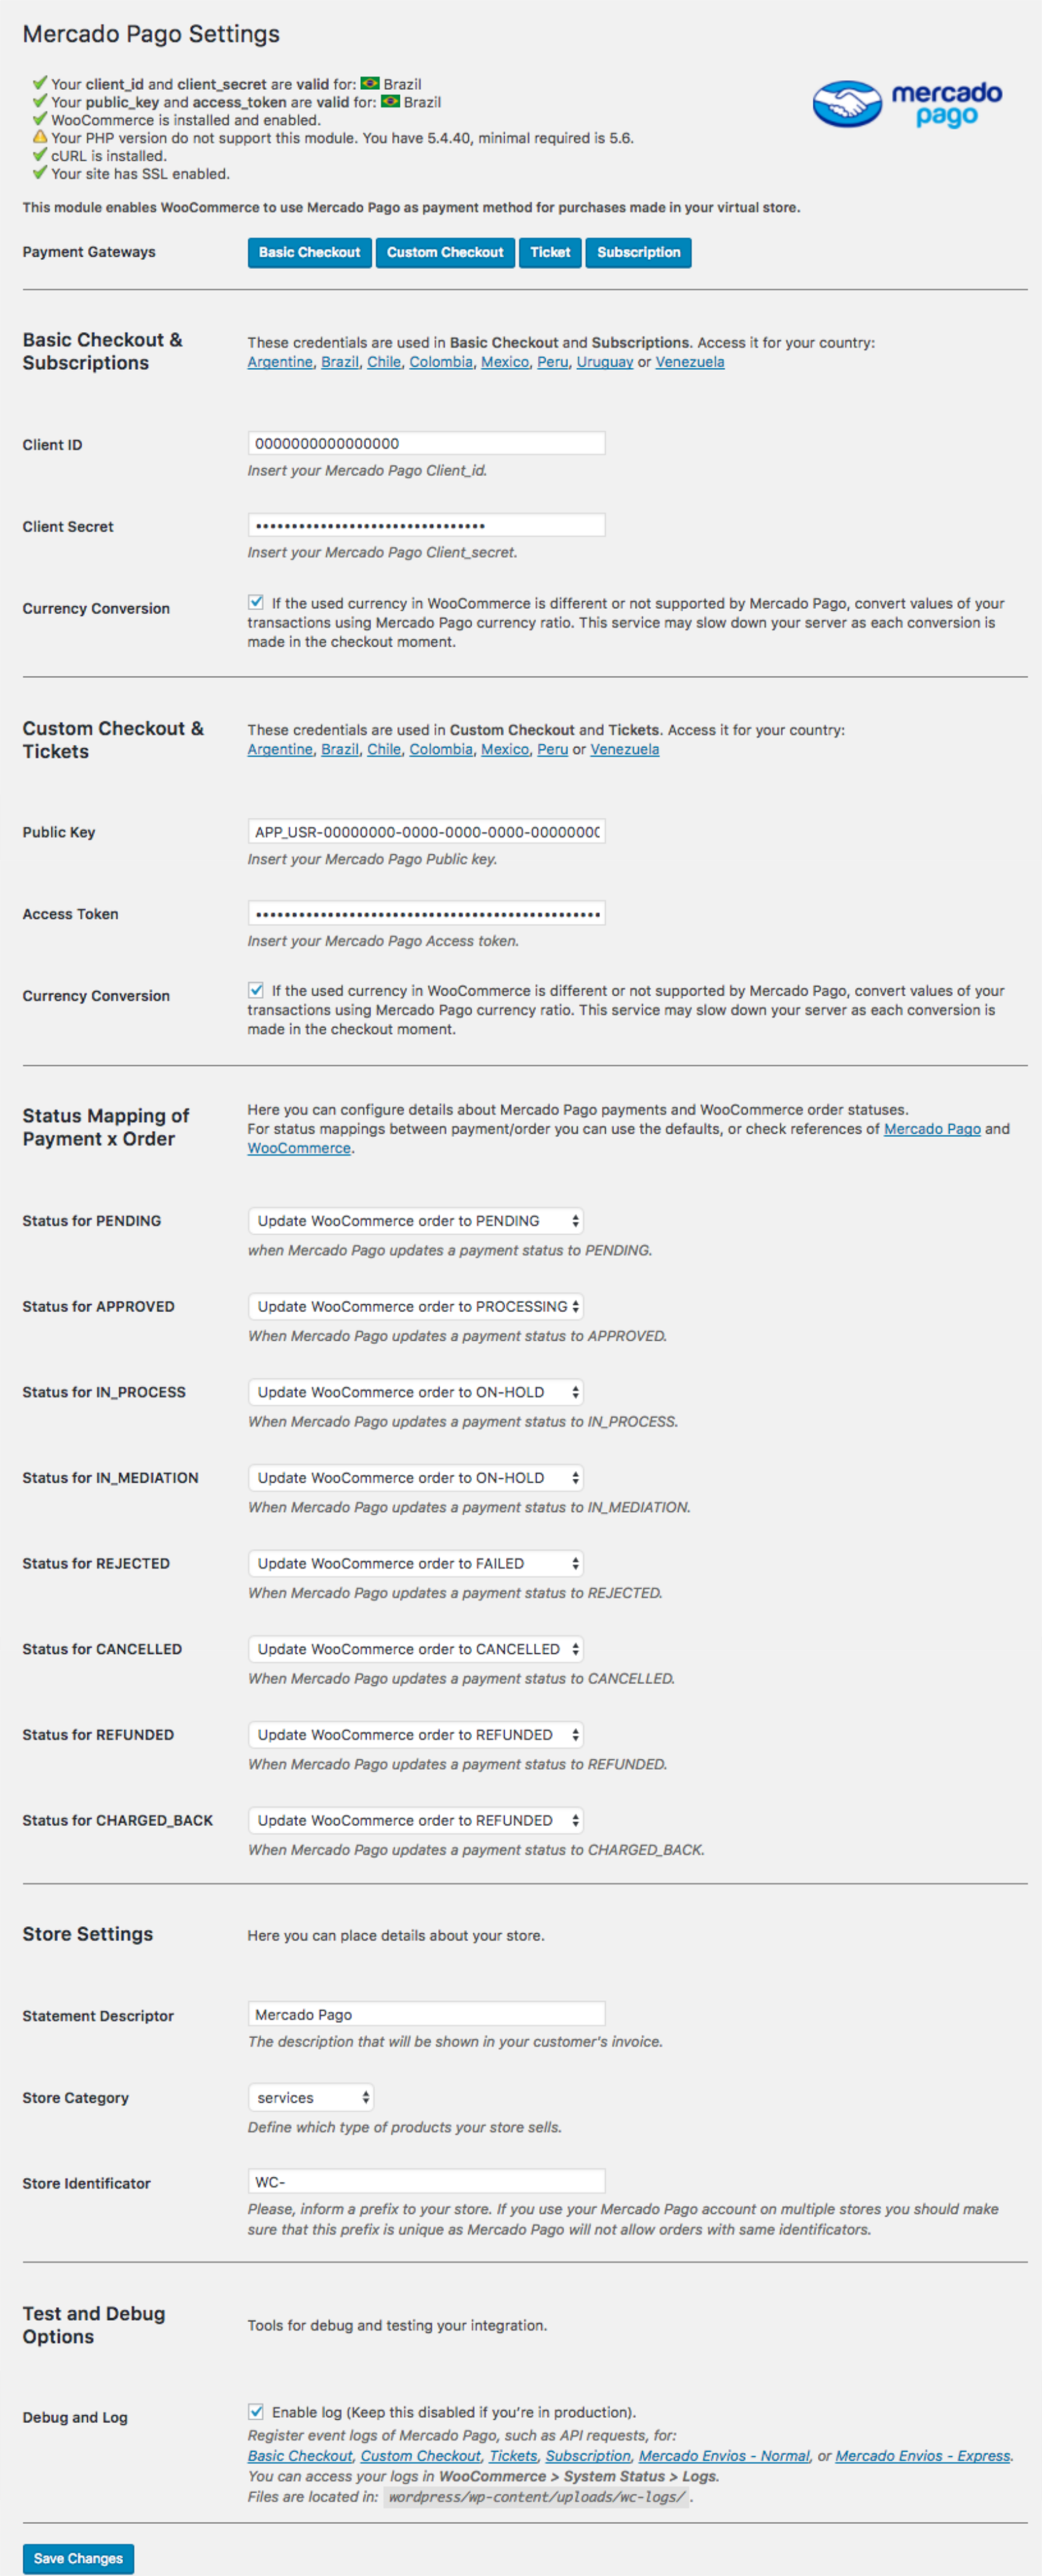 Mercado Pago Settings
Your client_id and client_secret are valid for: Brazil
Your public_key and access_token are valid for: Brazil
WooCommerce is installed and enabled.
Your PHP version do not support this module. You have 5.4.40, minimal required is 5.6.
cURL is installed.
Your site has SSL enabled.
mercado
pago
This module enables WooCommerce to use Mercado Pago as payment method for purchases made in your virtual store.
Payment Gateways
Basic Checkout
Custom Checkout
Ticket
Subscription
Basic Checkout &
Subscriptions
These credentials are used in Basic Checkout and Subscriptions. Access it for your country:
Argentine, Brazil, Chile, Colombia, Mexico, Peru, Uruguay or Venezuela
Client ID
0000000000000000
Insert your Mercado Pago Client_id.
Client Secret
••••••••••••••••••••••••••••••••
Insert your Mercado Pago Client_secret.
Currency Conversion
If the used currency in WooCommerce is different or not supported by Mercado Pago, convert values of your
transactions using Mercado Pago currency ratio. This service may slow down your server as each conversion is
made in the checkout moment.
Custom Checkout &
Tickets
These credentials are used in Custom Checkout and Tickets. Access it for your country:
Argentine, Brazil, Chile, Colombia, Mexico, Peru or Venezuela
Public Key
APP_USR-00000000-0000-0000-0000-00000000
Insert your Mercado Pago Public key.
Access Token
••••••••••••••••••••••••••••••••••••••••••••••••
Insert your Mercado Pago Access token.
Currency Conversion
If the used currency in WooCommerce is different or not supported by Mercado Pago, convert values of your
transactions using Mercado Pago currency ratio. This service may slow down your server as each conversion is
made in the checkout moment.
Status Mapping of
Payment x Order
Here you can configure details about Mercado Pago payments and WooCommerce order statuses.
For status mappings between payment/order you can use the defaults, or check references of Mercado Pago and
WooCommerce.
Status for PENDING
Update WooCommerce order to PENDING
when Mercado Pago updates a payment status to PENDING.
Status for APPROVED
Update WooCommerce order to PROCESSING
When Mercado Pago updates a payment status to APPROVED.
Status for IN_PROCESS
Update WooCommerce order to ON-HOLD
When Mercado Pago updates a payment status to IN_PROCESS.
Status for IN_MEDIATION
Update WooCommerce order to ON-HOLD
When Mercado Pago updates a payment status to IN_MEDIATION.
Status for REJECTED
Update WooCommerce order to FAILED
When Mercado Pago updates a payment status to REJECTED.
Status for CANCELLED
Update WooCommerce order to CANCELLED
When Mercado Pago updates a payment status to CANCELLED.
Status for REFUNDED
Update WooCommerce order to REFUNDED
When Mercado Pago updates a payment status to REFUNDED.
Status for CHARGED_BACK
Update WooCommerce order to REFUNDED
When Mercado Pago updates a payment status to CHARGED_BACK.
Store Settings
Here you can place details about your store.
Statement Descriptor
Mercado Pago
The description that will be shown in your customer's invoice.
Store Category
services
Define which type of products your store sells.
Store Identificator
WC-
Please, inform a prefix to your store. If you use your Mercado Pago account on multiple stores you should make
sure that this prefix is unique as Mercado Pago will not allow orders with same identificators.
Test and Debug
Options
Tools for debug and testing your integration.
Debug and Log
Enable log (Keep this disabled if you're in production).
Register event logs of Mercado Pago, such as API requests, for:
Basic Checkout, Custom Checkout, Tickets, Subscription, Mercado Envios - Normal, or Mercado Envios - Express.
You can access your logs in WooCommerce > System Status > Logs.
Files are located in: wordpress/wp-content/uploads/wc-logs/ .
Save Changes